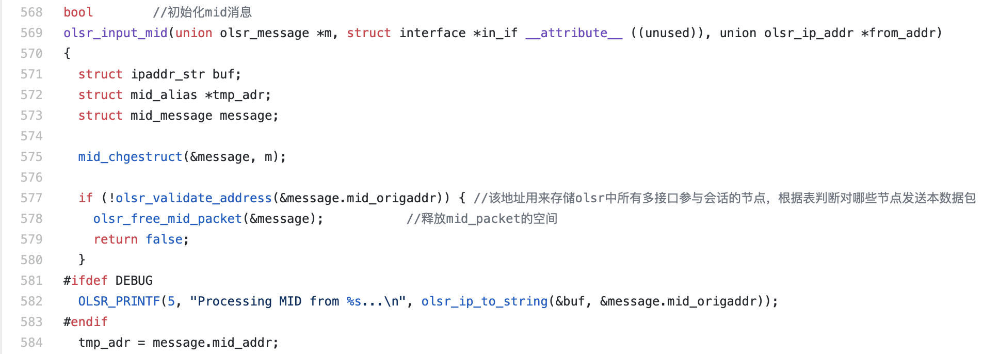 568 bool //初始化mid消息
569 olsr_input_mid(union olsr_message *m, struct interface *in_if __attribute__ ((unused)), union olsr_ip_addr *from_addr)
570 {
571 struct ipaddr_str buf;
572 struct mid_alias *tmp_adr;
573 struct mid_message message;
574
575 mid_chgestruct(&message, m);
576
577 if (!olsr_validate_address(&message.mid_origaddr)) { //该地址用来存储olsr中所有多接口参与会话的节点，根据表判断对哪些节点发送本数据包
578 olsr_free_mid_packet(&message); //释放mid_packet的空间
579 return false;
580 }
581 #ifdef DEBUG
582 OLSR_PRINTF(5, "Processing MID from %s...\n", olsr_ip_to_string(&buf, &message.mid_origaddr));
583 #endif
584 tmp_adr = message.mid_addr;